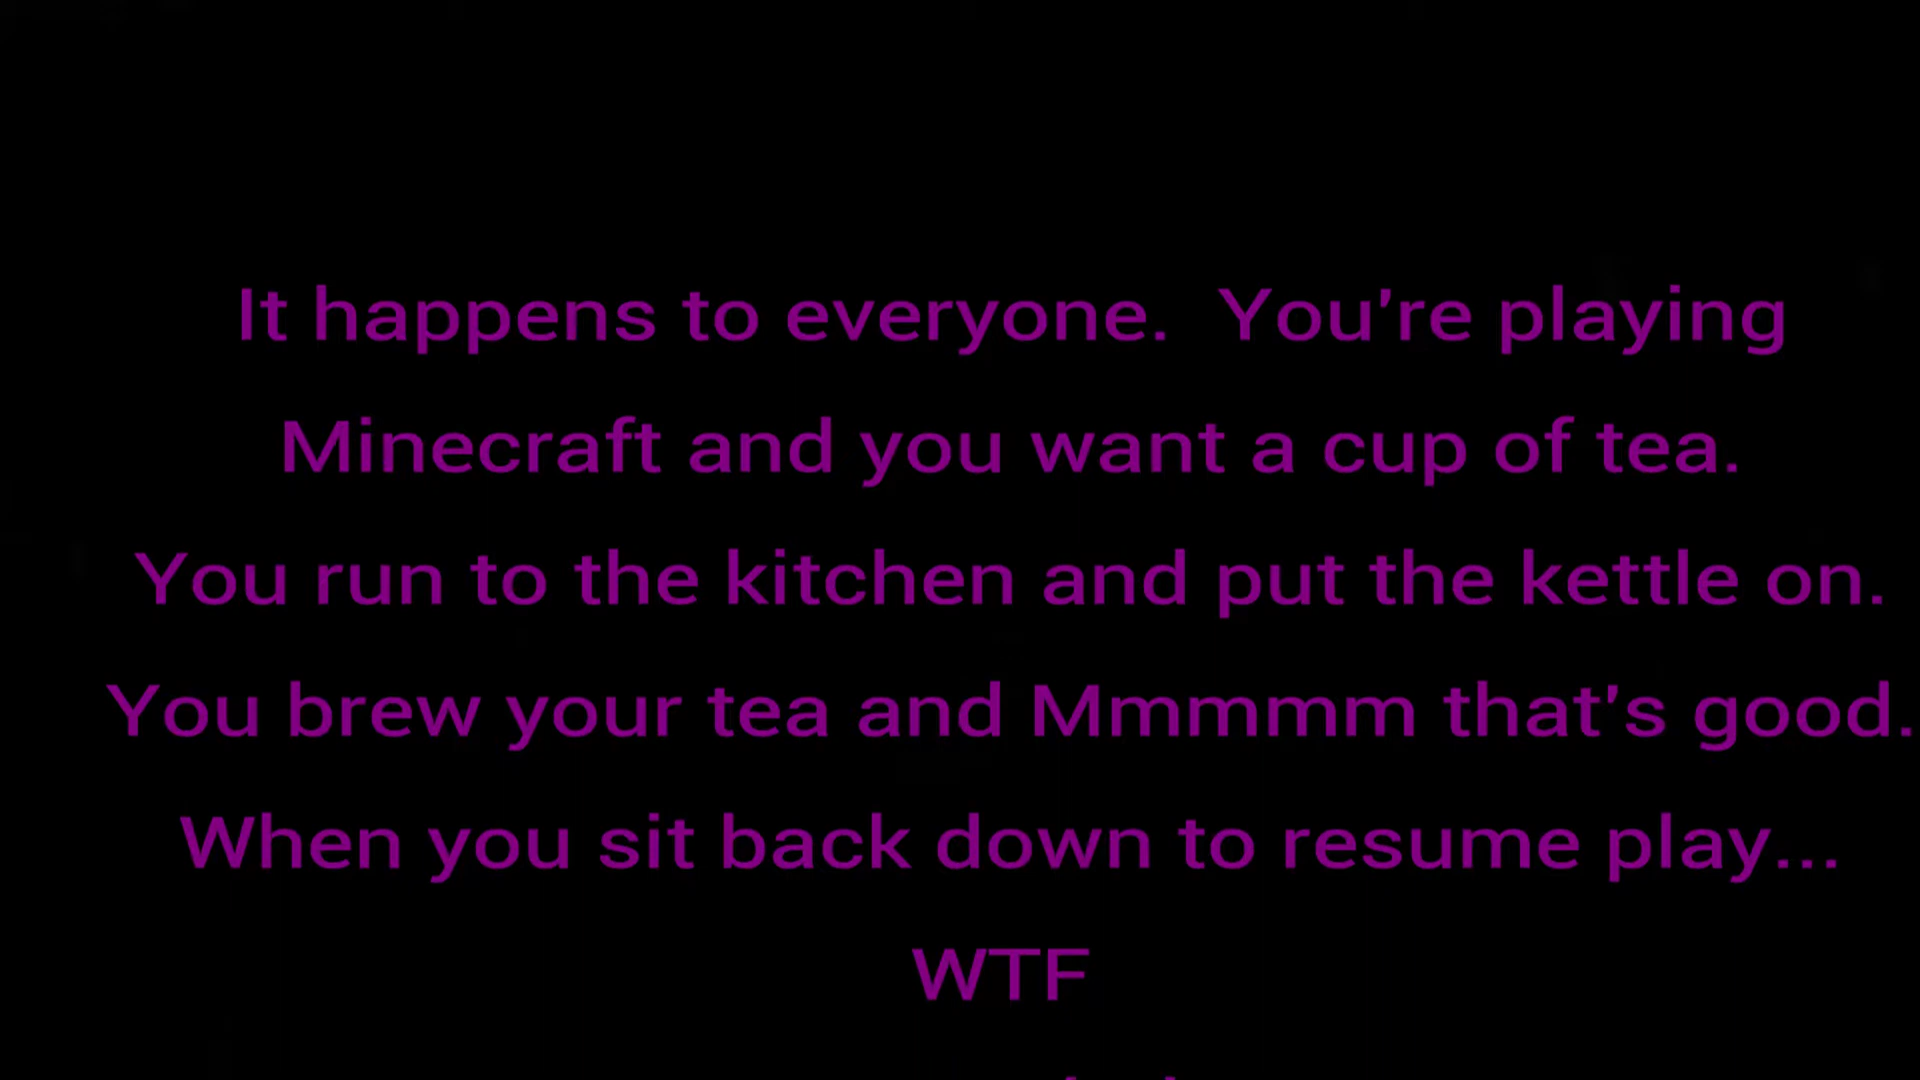 It happens to everyone.  You're playing
Minecraft and you want a cup of tea.
You run to the kitchen and put the kettle on.
You brew your tea and Mmmmm that's good.
When you sit back down to resume play...
WTF